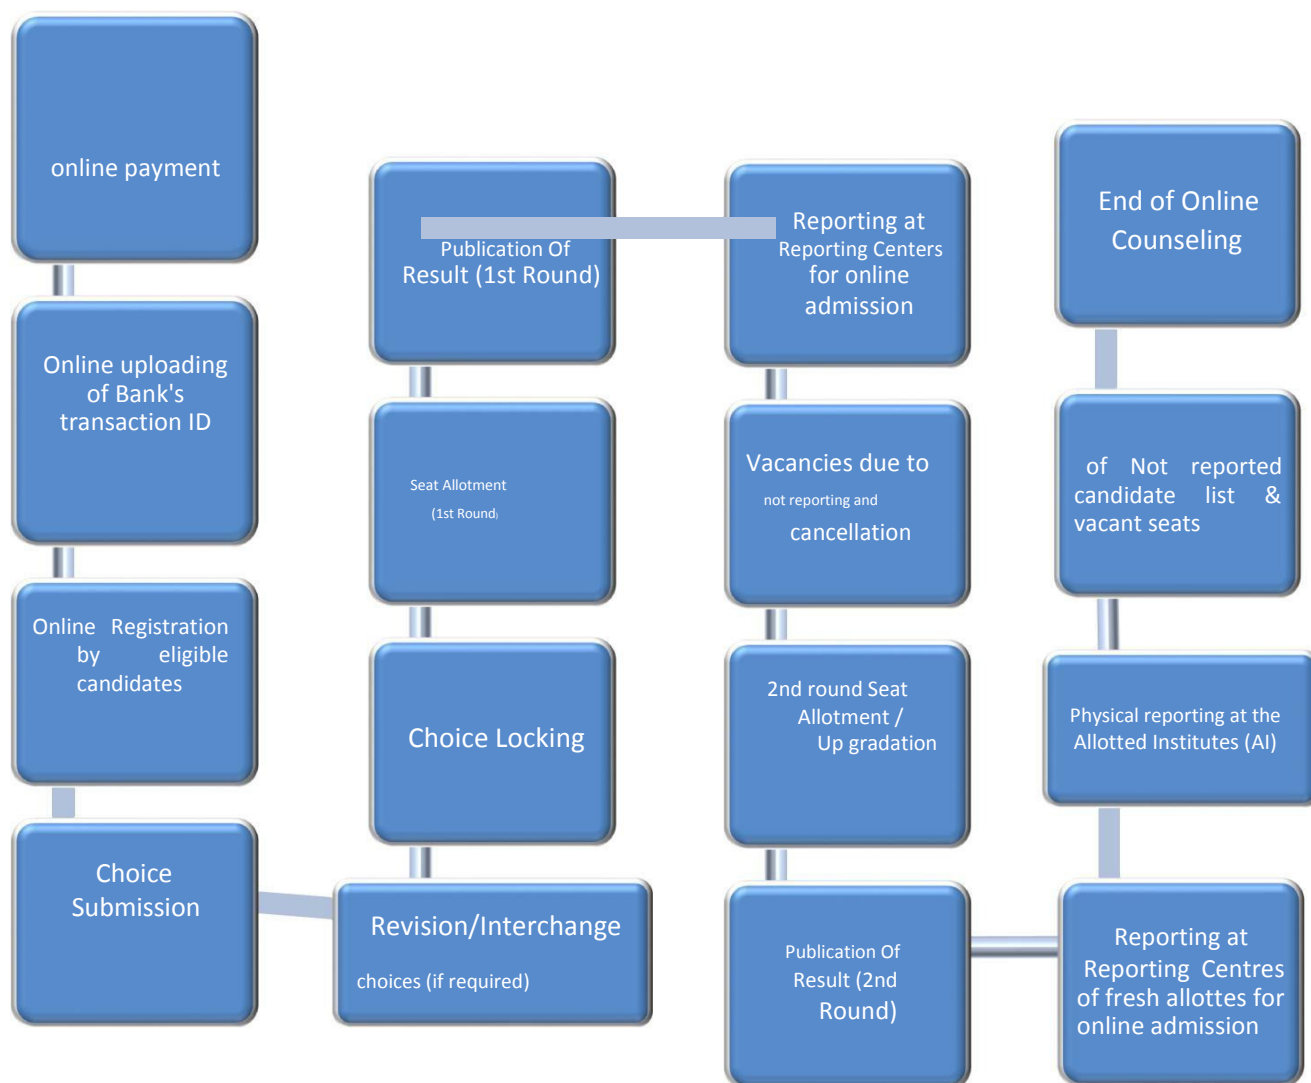 online payment
Online uploading
of Bank's
transaction ID
Online Registration
by eligible
candidates
Choice
Submission
Revision/Interchange
choices (if required)
Choice Locking
Seat Allotment
(1st Round)
Publication Of
Result (1st Round)
Reporting at
Reporting Centers
for online
admission
Vacancies due to
not reporting and
cancellation
2nd round Seat
Allotment /
Up gradation
Publication Of
Result (2nd
Round)
Reporting at
Reporting Centres
of fresh allottes for
online admission
Physical reporting at the
Allotted Institutes (AI)
of Not reported
candidate list &
vacant seats
End of Online
Counseling